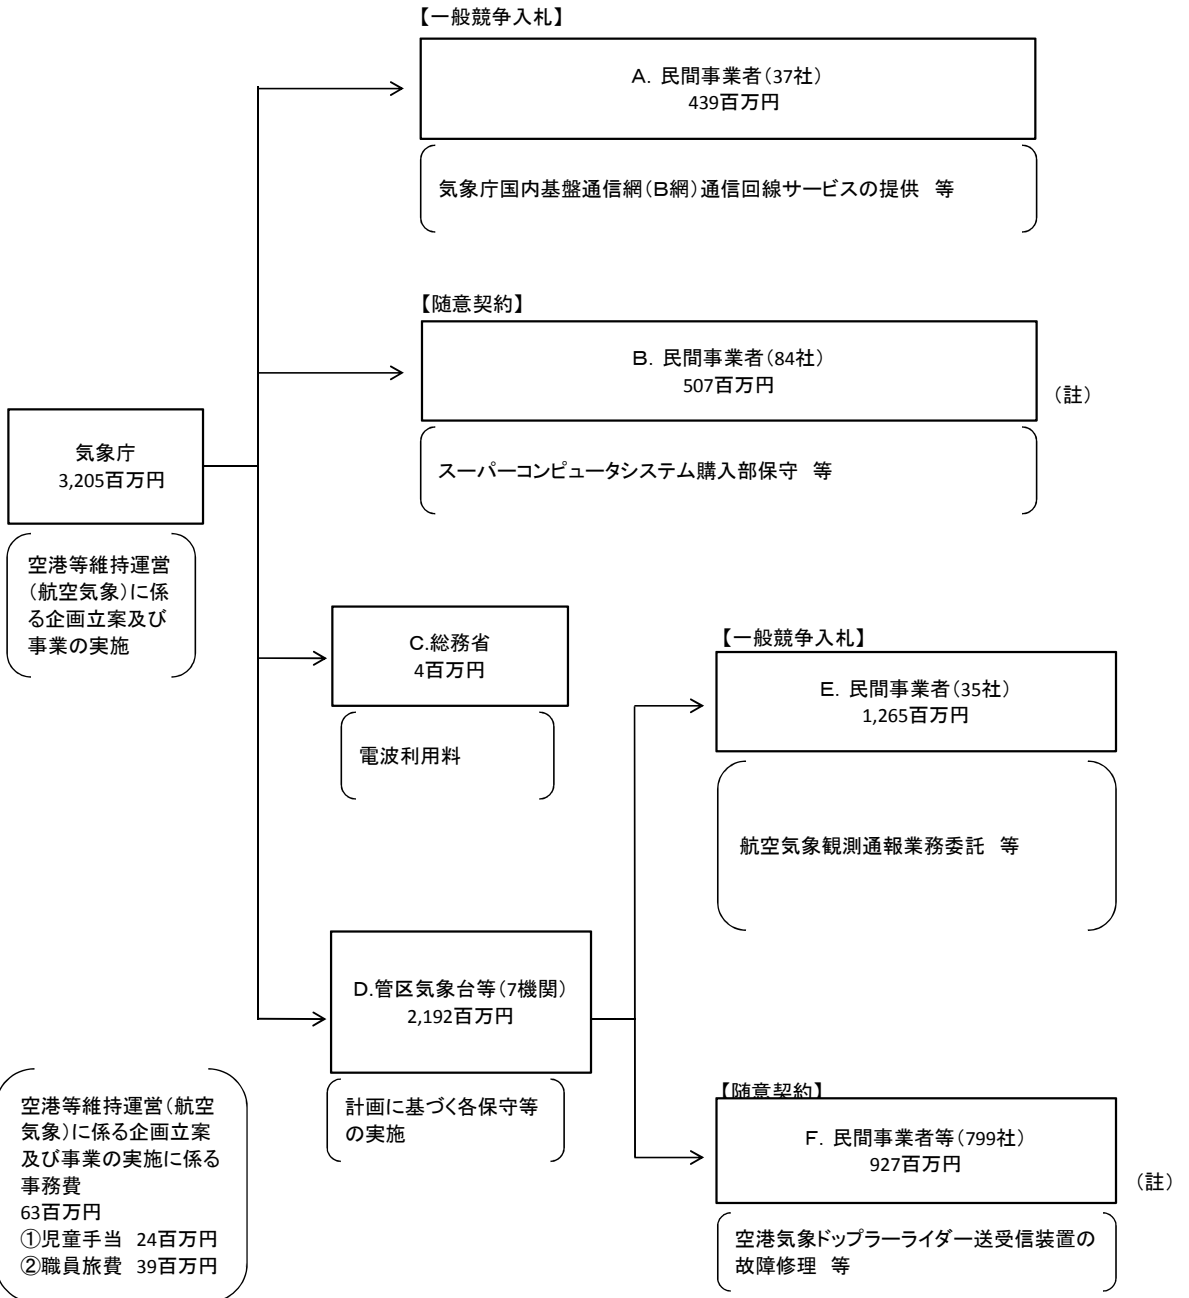 【一般競争入札】
A. 民間事業者(37社)
439百万円
気象庁国内基盤通信網(B網)通信回線サービスの提供　等
【随意契約】
B. 民間事業者(84社)
507百万円
(註)
スーパーコンピュータシステム購入部保守　等
気象庁
3,205百万円
空港等維持運営
(航空気象)に係
る企画立案及び
事業の実施
C.総務省
4百万円
電波利用料
【一般競争入札】
E. 民間事業者(35社)
1,265百万円
航空気象観測通報業務委託　等
D.管区気象台等(7機関)
2,192百万円
計画に基づく各保守等
の実施
【随意契約】
F. 民間事業者等(799社)
927百万円
(註)
空港気象ドップラーライダー送受信装置の
故障修理　等
空港等維持運営(航空
気象)に係る企画立案
及び事業の実施に係る
事務費
63百万円
①児童手当　24百万円
②職員旅費　39百万円